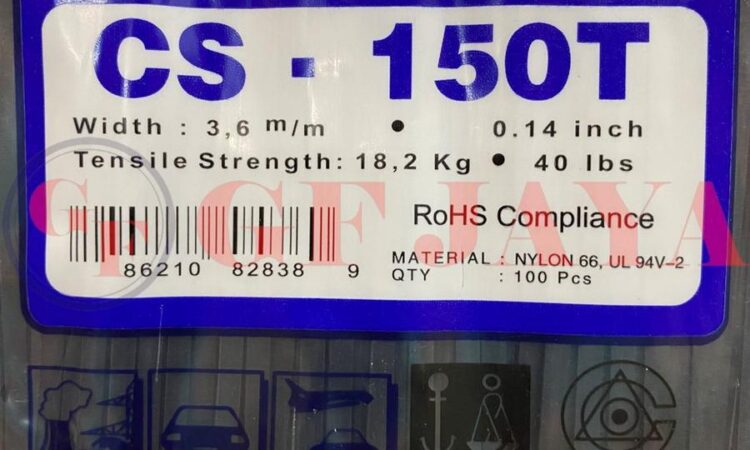 CS - 150T
Width : 3,6 m/m • 0.14 inch
Tensile Strength: 18,2 Kg • 40 lbs
GF GF JAYA
RoHS Compliance
86210 82838 9
MATERIAL : NYLON 66, UL 94V-2
QTY : 100 Pcs